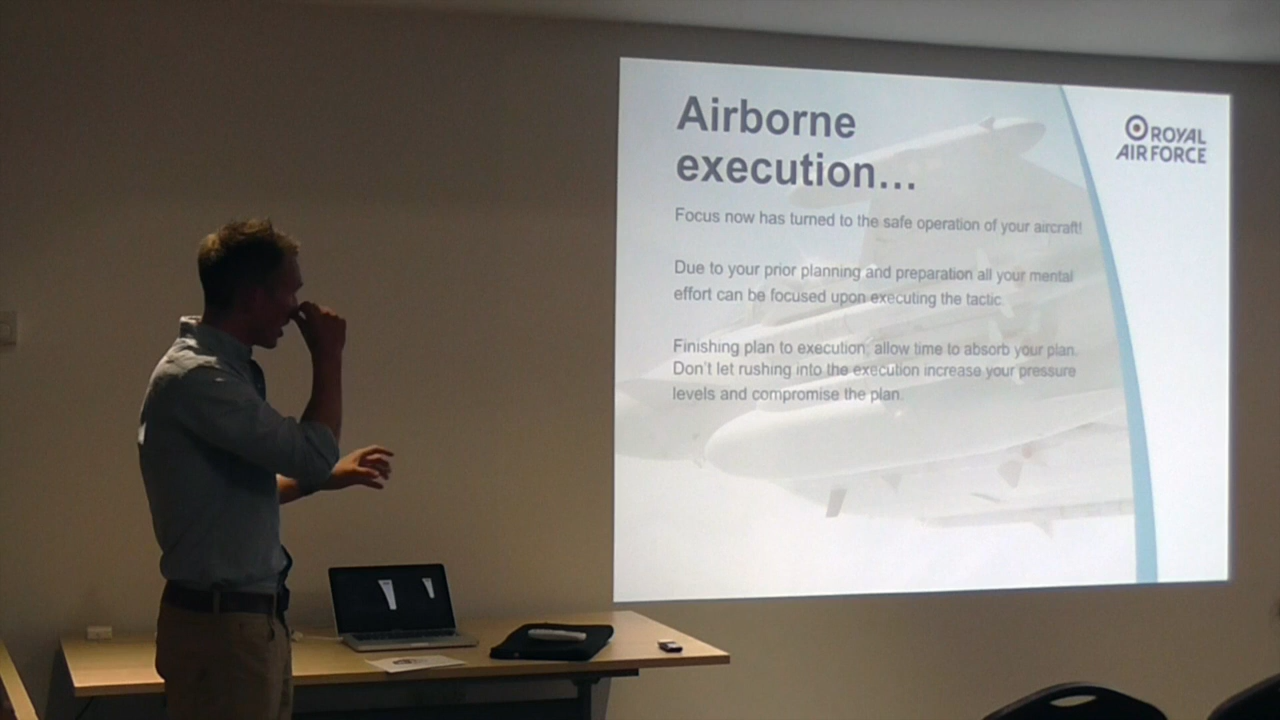 Airborne
execution...
ROYAL
AIR FORCE
Focus now has turned to the safe operation of your aircraft!
Due to your prior planning and preparation all your mental
effort can be focused upon executing the tactic.
Finishing plan to execution; allow time to absorb your plan.
Don't let rushing into the execution increase your pressure
levels and compromise the plan.